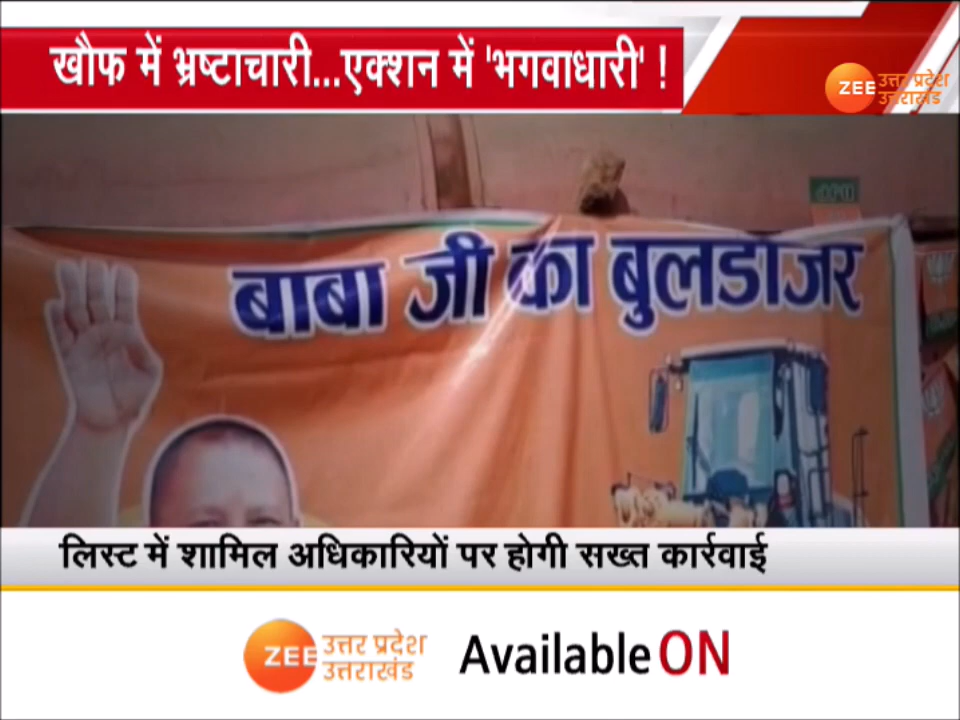 खौफ में भ्रष्टाचारी...एक्शन में 'भगवाधारी' !
ZEE उत्तर प्रदेश
उत्तराखंड
बाबा जी का बुलडोजर
लिस्ट में शामिल अधिकारियों पर होगी सख्त कार्रवाई
ZEE उत्तर प्रदेश
उत्तराखंड
Available ON